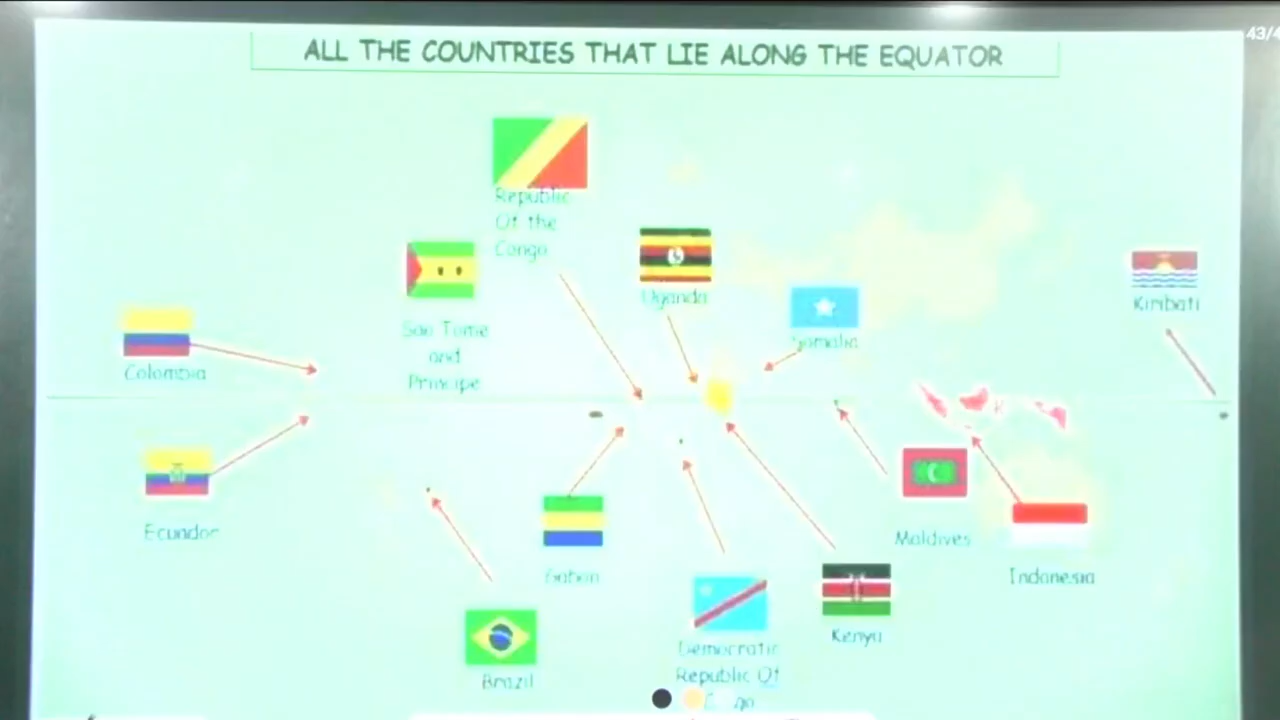 43/4
ALL THE COUNTRIES THAT LIE ALONG THE EQUATOR
Republic
Of the
Congo
Uganda
Sao Tome
and
Principe
Somalia
Kiribati
Colombia
Ecuador
Gabon
Maldives
Indonesia
Brazil
Democratic
Republic Of
Kenya